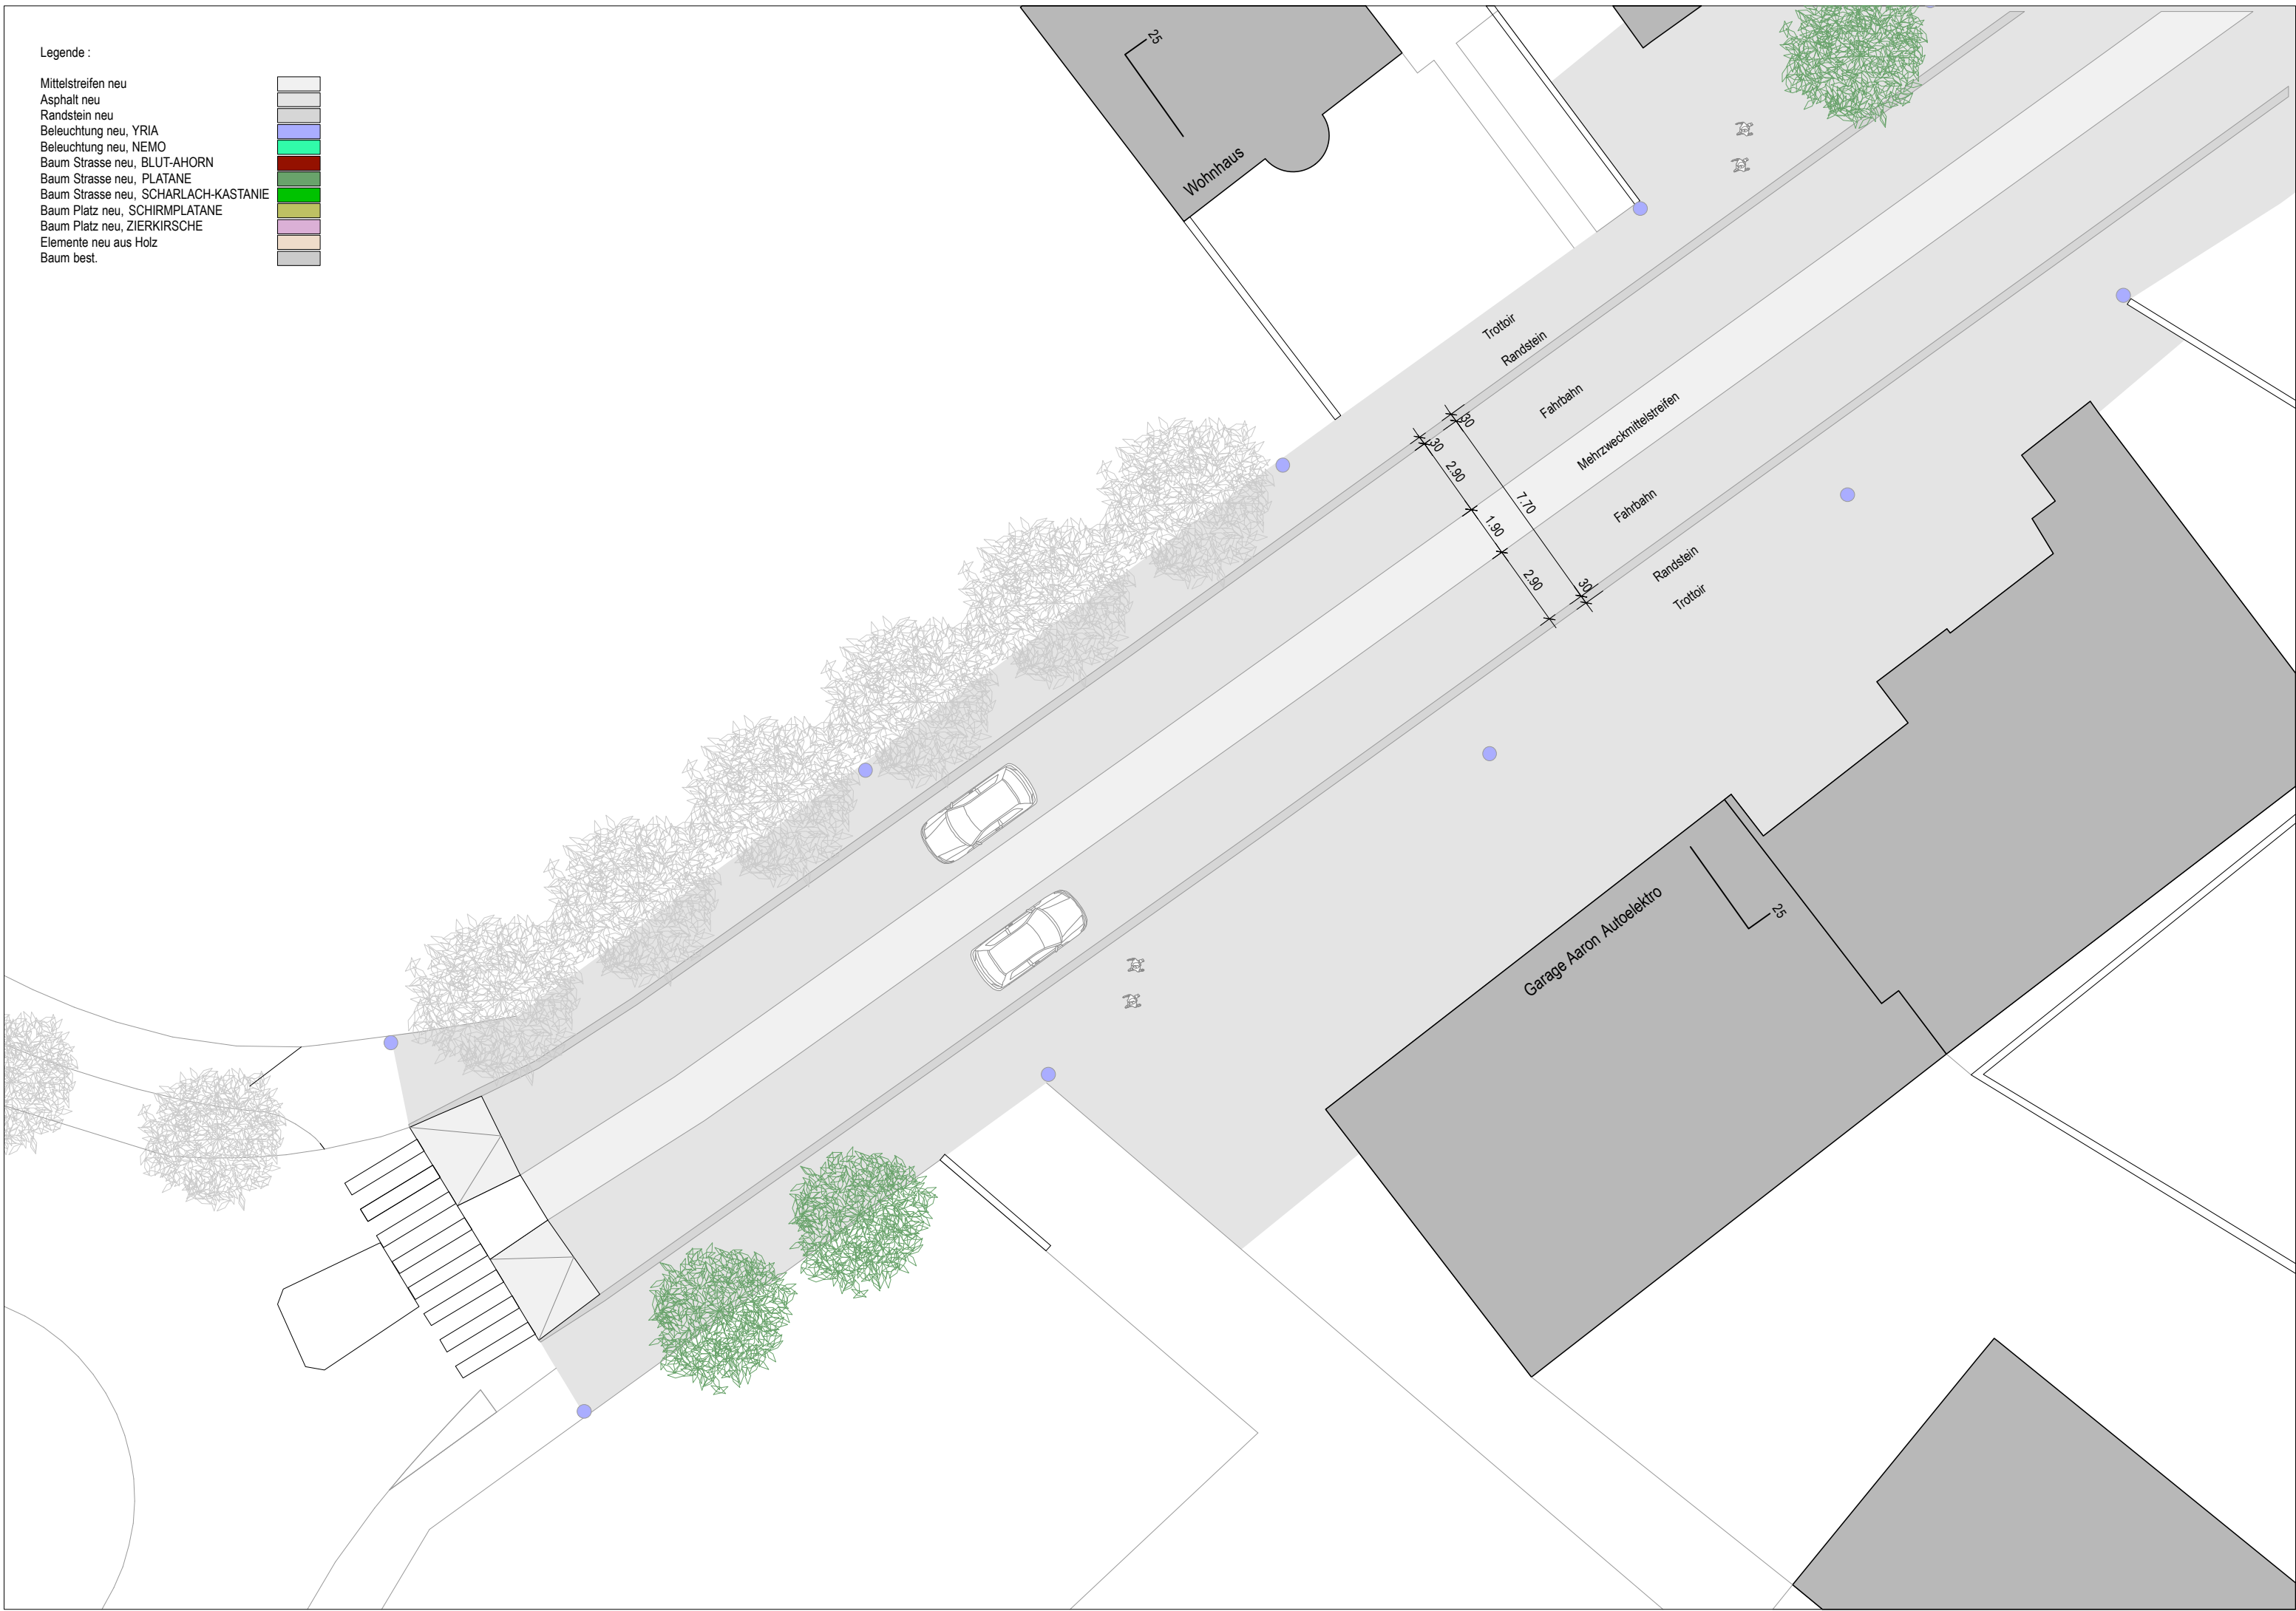 Legende :
Mittelstreifen neu
Asphalt neu
Randstein neu
Beleuchtung neu, YRIA
Beleuchtung neu, NEMO
Baum Strasse neu, BLUT-AHORN
Baum Strasse neu, PLATANE
Baum Strasse neu, SCHARLACH-KASTANIE
Baum Platz neu, SCHIRMPLATANE
Baum Platz neu, ZIERKIRSCHE
Elemente neu aus Holz
Baum best.
25
Wohnhaus
Trottoir
Randstein
Fahrbahn
Mehrzweckmittelstreifen
Fahrbahn
Randstein
Trottoir
30
30
2.90
7.70
1.90
2.90
30
Garage Aaron Autoelektro
25